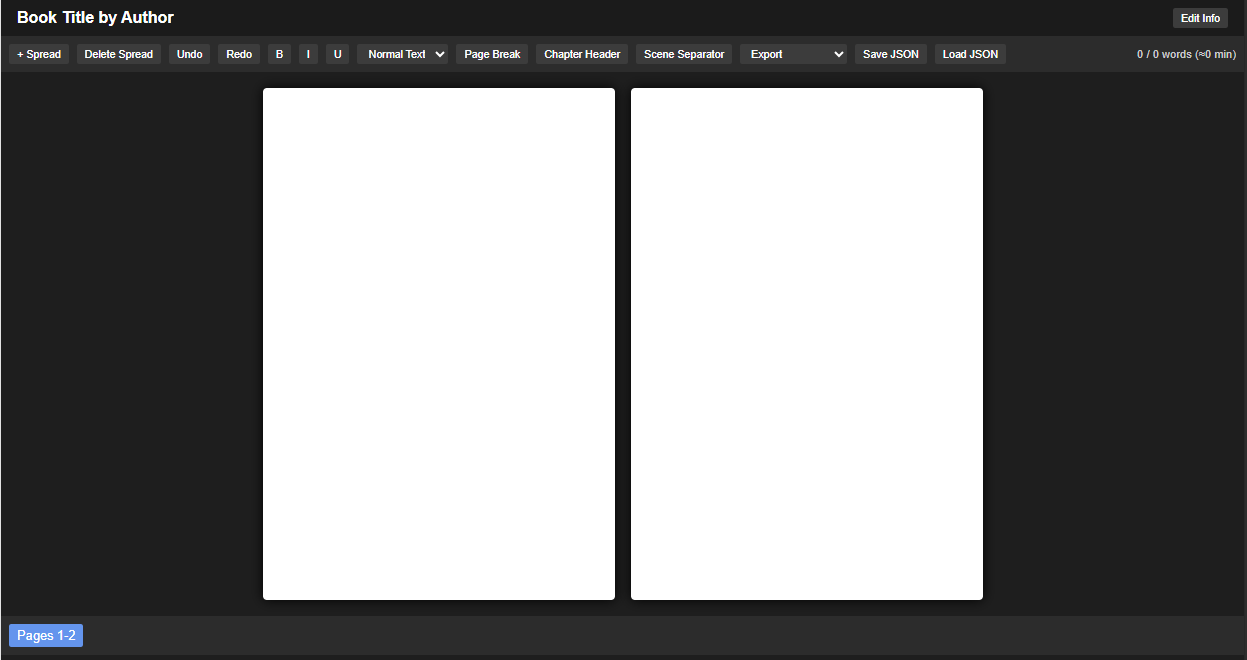 Book Title by Author
Edit Info
+ Spread Delete Spread Undo Redo B I U Normal Text Page Break Chapter Header Scene Separator Export Save JSON Load JSON 0 / 0 words (≈0 min)
Pages 1-2